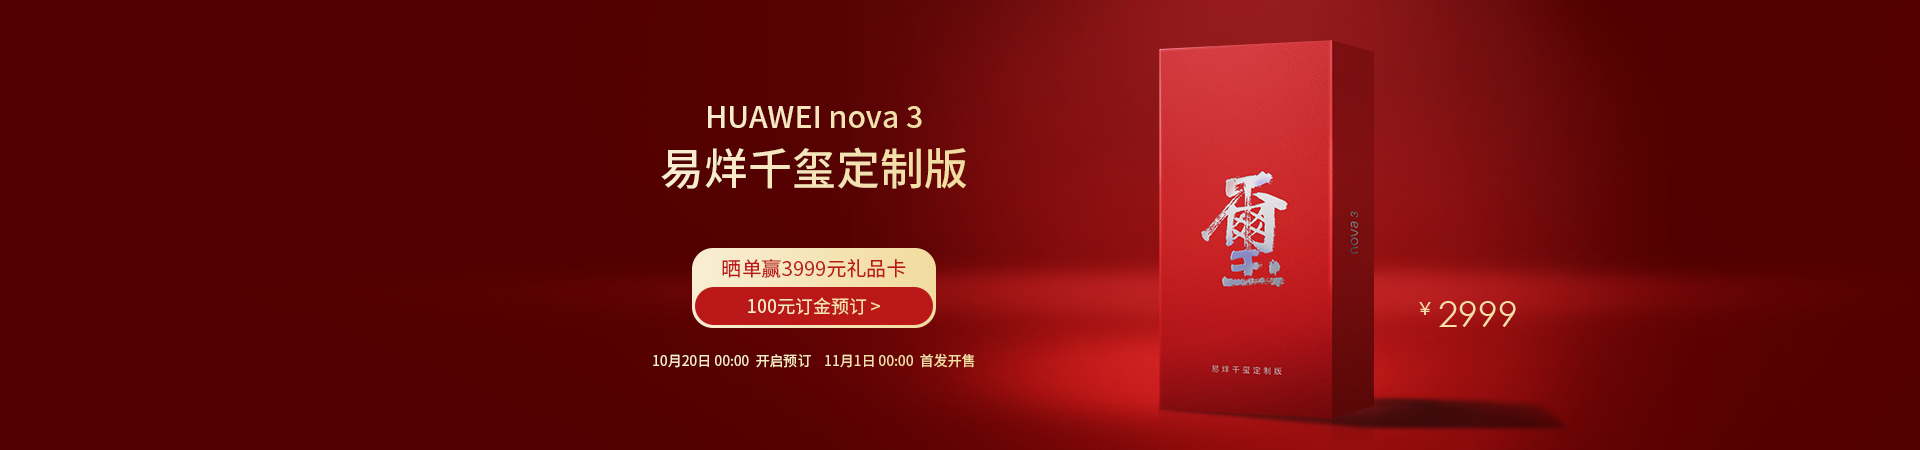 HUAWEI nova 3
易烊千玺定制版
晒单赢3999元礼品卡
100元订金预订 >
10月20日 00:00 开启预订 11月1日 00:00 首发开售
璽
nova 3
易烊千玺定制版
¥ 2999